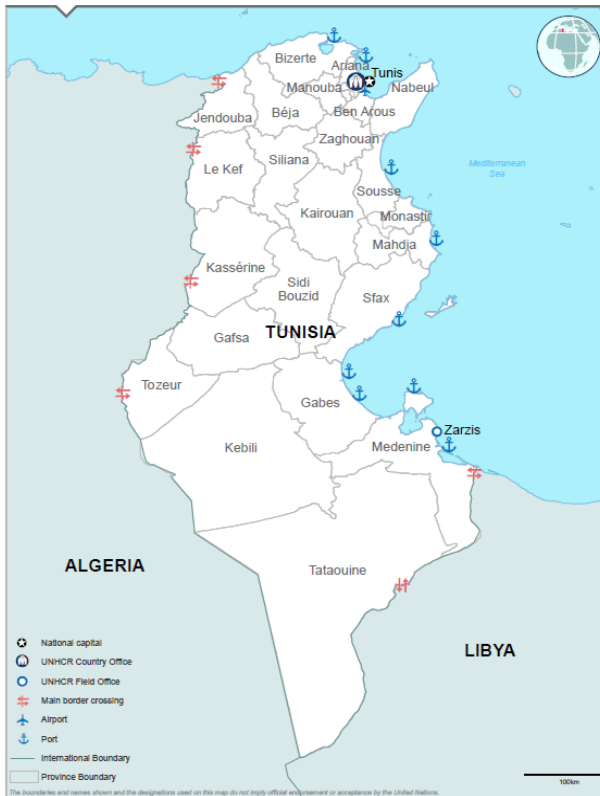 Bizerte
Ariana
Tunis
Manouba
Nabeul
Ben Arous
Jendouba
Béja
Zaghouan
Le Kef
Siliana
Mediterranean
Sea
Sousse
Kairouan
Monastir
Mahdia
Kassérine
Sidi
Bouzid
Sfax
TUNISIA
Gafsa
Tozeur
Gabes
Zarzis
Kebili
Medenine
ALGERIA
Tataouine
LIBYA
National capital
UNHCR Country Office
UNHCR Field Office
Main border crossing
Airport
Port
International Boundary
Province Boundary
100km
The boundaries and names shown and the designations used on this map do not imply official endorsement or acceptance by the United Nations.